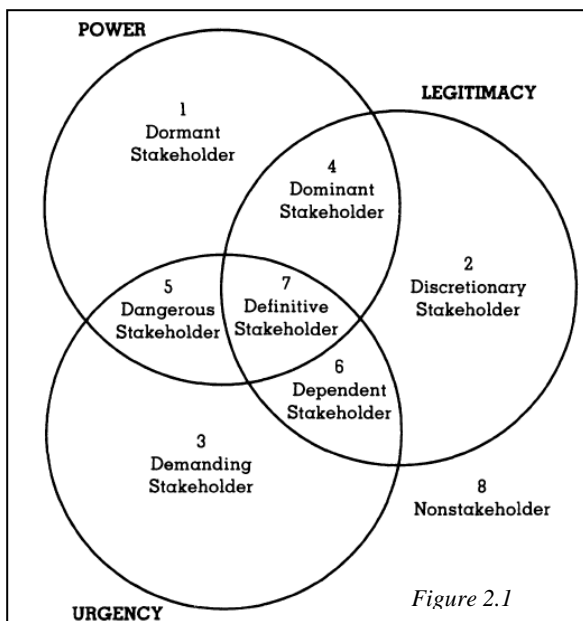 POWER
LEGITIMACY
1
Dormant
Stakeholder
4
Dominant
Stakeholder
2
Discretionary
Stakeholder
5
Dangerous
Stakeholder
7
Definitive
Stakeholder
6
Dependent
Stakeholder
3
Demanding
Stakeholder
8
Nonstakeholder
Figure 2.1
URGENCY